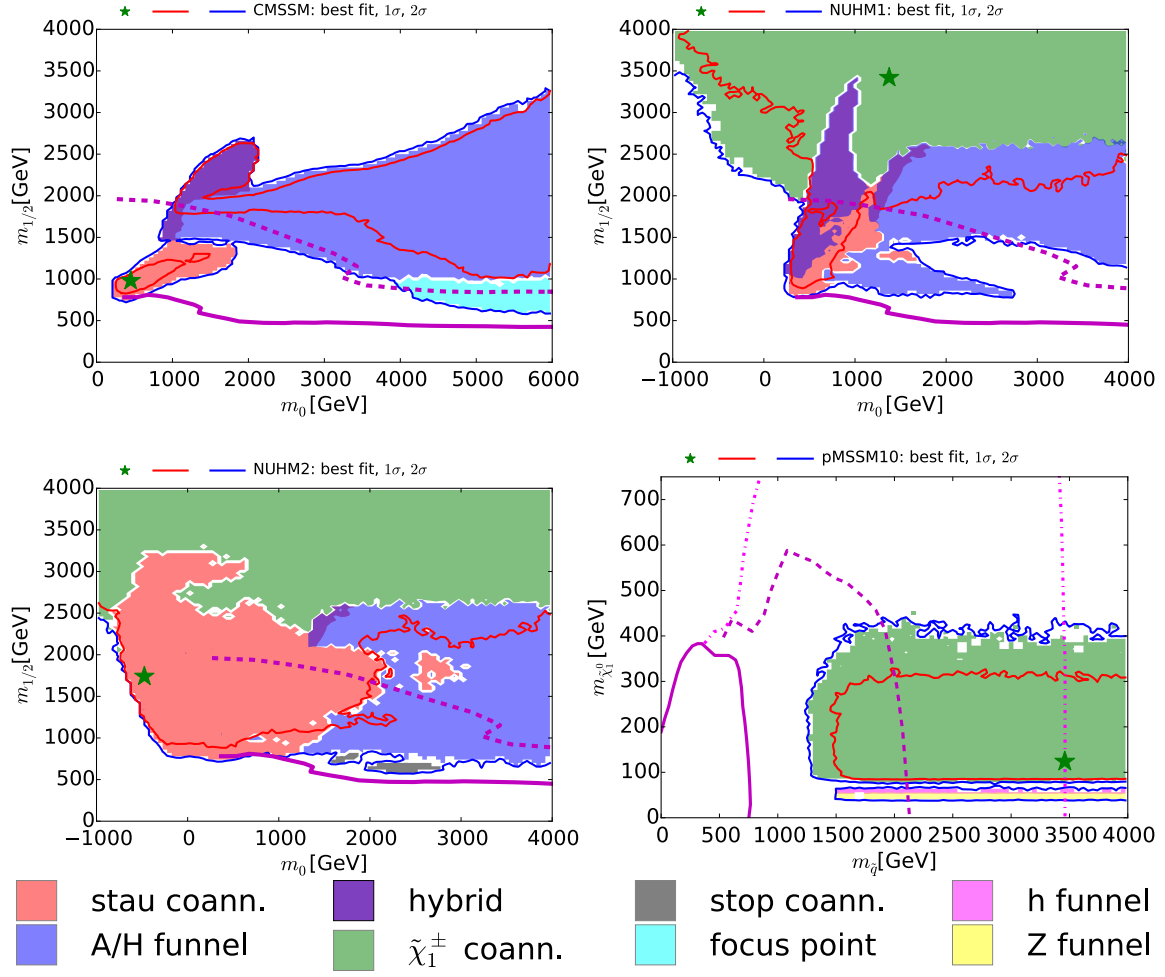 CMSSM: best fit, 1σ, 2σ
4000
3500
3000
2500
2000
1500
1000
500
0
m₁/₂[GeV]
0 1000 2000 3000 4000 5000 6000
m₀[GeV]
NUHM1: best fit, 1σ, 2σ
4000
3500
3000
2500
2000
1500
1000
500
0
m₁/₂[GeV]
−1000 0 1000 2000 3000 4000
m₀[GeV]
NUHM2: best fit, 1σ, 2σ
4000
3500
3000
2500
2000
1500
1000
500
0
m₁/₂[GeV]
−1000 0 1000 2000 3000 4000
m₀[GeV]
pMSSM10: best fit, 1σ, 2σ
700
600
500
400
300
200
100
0
m_χ̃₁⁰[GeV]
0 500 1000 1500 2000 2500 3000 3500 4000
m_q̃[GeV]
stau coann. hybrid stop coann. h funnel
A/H funnel χ̃₁± coann. focus point Z funnel